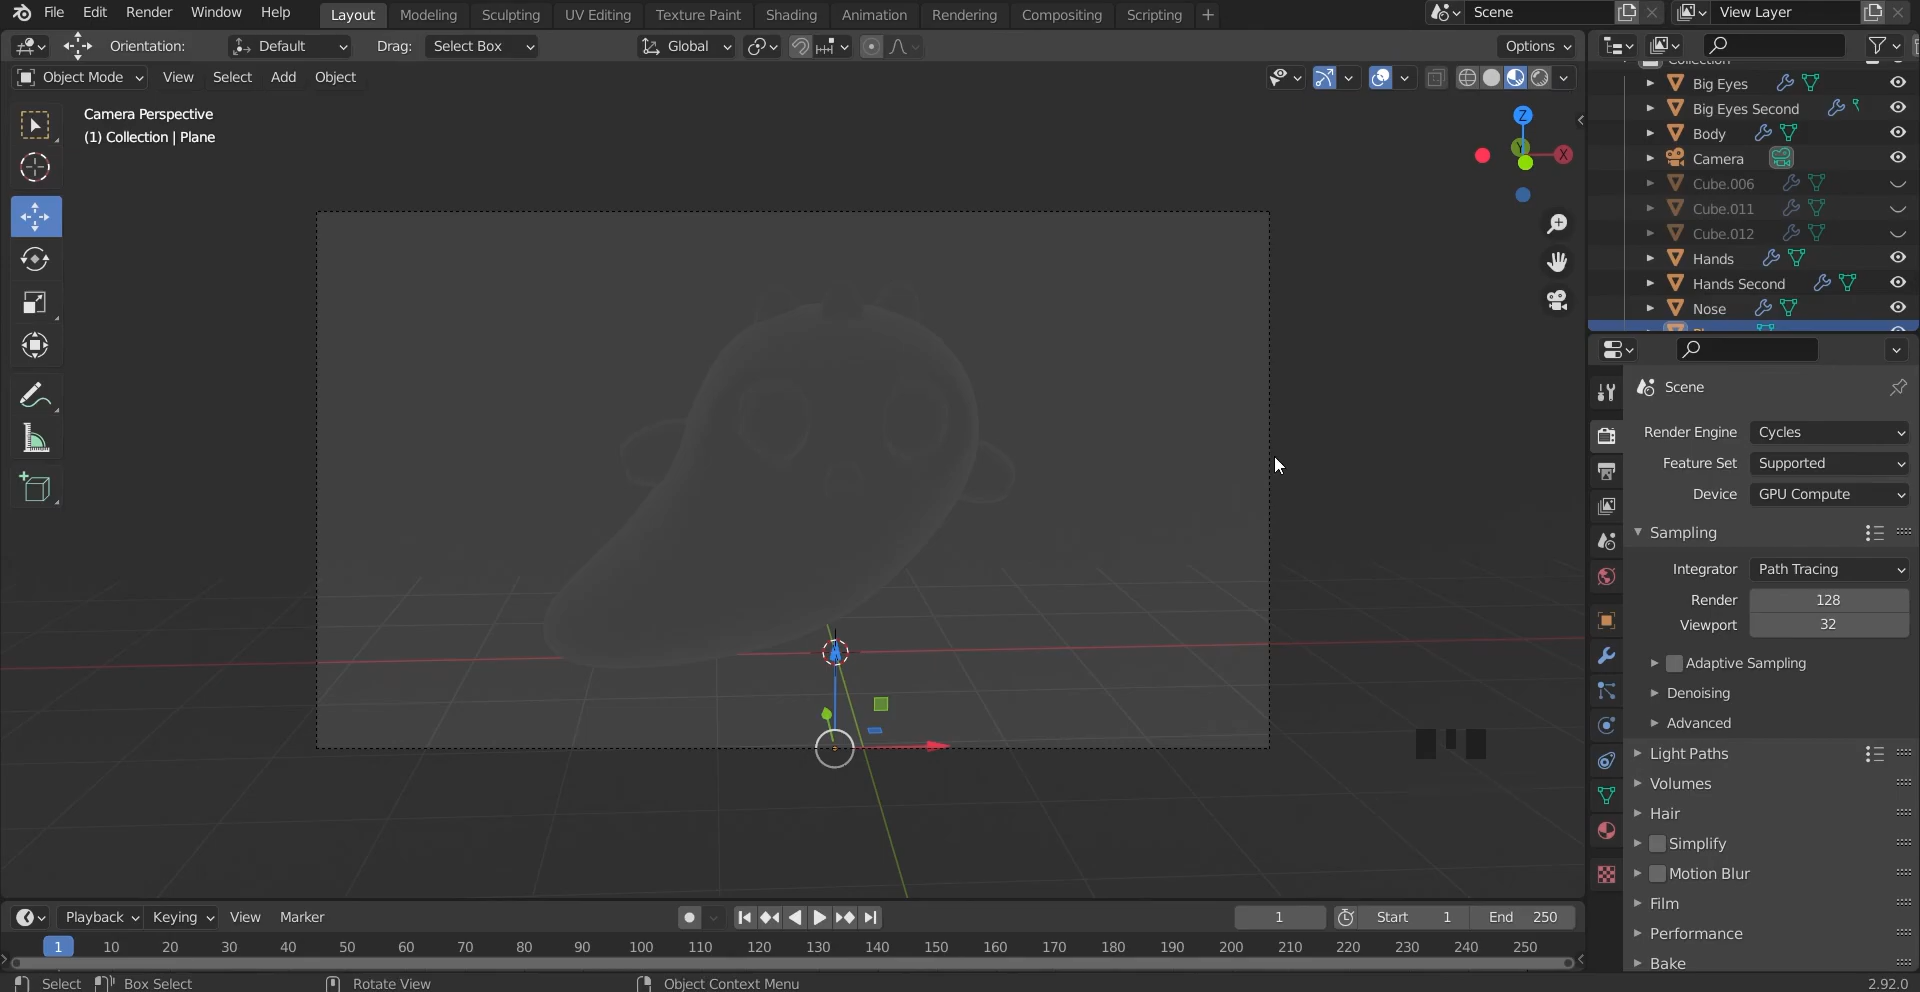 File Edit Render Window Help Layout Modeling Sculpting UV Editing Texture Paint Shading Animation Rendering Compositing Scripting + Scene View Layer
Orientation: Default Drag: Select Box Global Options
Object Mode View Select Add Object
Camera Perspective
(1) Collection | Plane
Z
Y
X
Collection
Big Eyes
Big Eyes Second
Body
Camera
Cube.006
Cube.011
Cube.012
Hands
Hands Second
Nose
Scene
Render Engine Cycles
Feature Set Supported
Device GPU Compute
Sampling
Integrator Path Tracing
Render 128
Viewport 32
Adaptive Sampling
Denoising
Advanced
Light Paths
Volumes
Hair
Simplify
Motion Blur
Film
Performance
Bake
Playback Keying View Marker 1 Start 1 End 250
1 10 20 30 40 50 60 70 80 90 100 110 120 130 140 150 160 170 180 190 200 210 220 230 240 250
Select Box Select Rotate View Object Context Menu 2.92.0